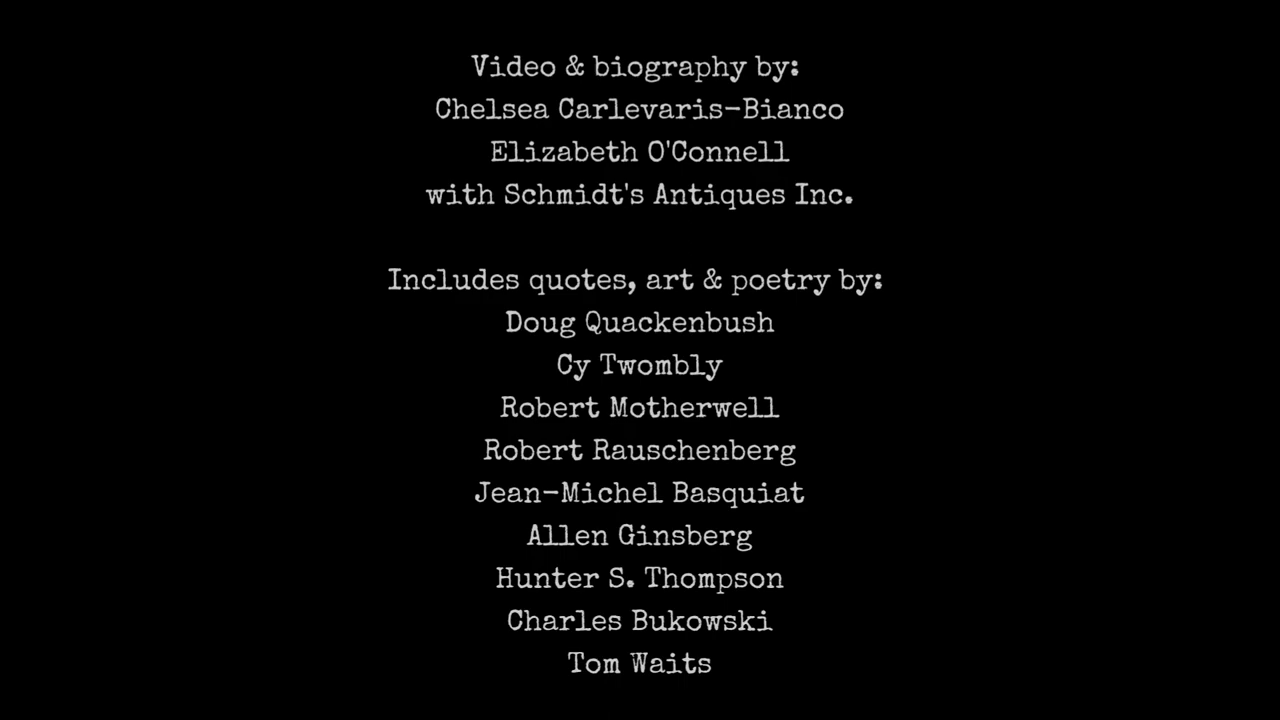 Video & biography by:
Chelsea Carlevaris-Bianco
Elizabeth O'Connell
with Schmidt's Antiques Inc.
Includes quotes, art & poetry by:
Doug Quackenbush
Cy Twombly
Robert Motherwell
Robert Rauschenberg
Jean-Michel Basquiat
Allen Ginsberg
Hunter S. Thompson
Charles Bukowski
Tom Waits